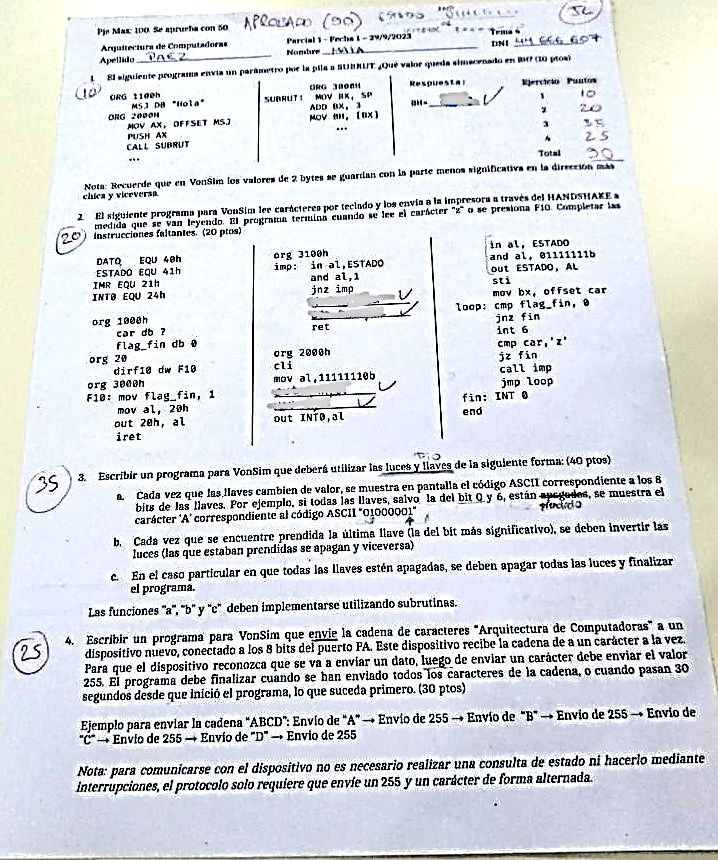 Pje Max: 100. Se aprueba con 50
APROBADO (90)
Arquitectura de Computadoras
Apellido PAEZ
Parcial 1 - Fecha 1 - 29/9/2023
Nombre MAIA
Tema 4
DNI 44 666 607
1. El siguiente programa envía un parámetro por la pila a SUBRUT. ¿Qué valor queda almacenado en BH? (10 ptos)
10
ORG 1100h
MSJ DB "Hola"
ORG 2000H
MOV AX, OFFSET MSJ
PUSH AX
CALL SUBRUT
...
ORG 3000H
SUBRUT: MOV BX, SP
ADD BX, 3
MOV BH, [BX]
...
Respuesta:
BH=
Ejercicio Puntos
1 10
2 20
3 35
4 25
Total 90
Nota: Recuerde que en VonSim los valores de 2 bytes se guardan con la parte menos significativa en la dirección más
chica y viceversa.
2. El siguiente programa para VonSim lee carácteres por teclado y los envía a la impresora a través del HANDSHAKE a
medida que se van leyendo. El programa termina cuando se lee el carácter "z" o se presiona F10. Completar las
instrucciones faltantes. (20 ptos)
20
DATO EQU 40h
ESTADO EQU 41h
IMR EQU 21h
INT0 EQU 24h
org 1000h
car db ?
flag_fin db 0
org 20
dirf10 dw F10
org 3000h
F10: mov flag_fin, 1
mov al, 20h
out 20h, al
iret
org 3100h
imp: in al,ESTADO
and al,1
jnz imp
ret
org 2000h
cli
mov al,11111110b
out INT0,al
in al, ESTADO
and al, 01111111b
out ESTADO, AL
sti
mov bx, offset car
loop: cmp flag_fin, 0
jnz fin
int 6
cmp car,'z'
jz fin
call imp
jmp loop
fin: INT 0
end
PIO
35
3. Escribir un programa para VonSim que deberá utilizar las luces y llaves de la siguiente forma: (40 ptos)
a. Cada vez que las llaves cambien de valor, se muestra en pantalla el código ASCII correspondiente a los 8
bits de las llaves. Por ejemplo, si todas las llaves, salvo la del bit 0 y 6, están apagadas, se muestra el
carácter 'A' correspondiente al código ASCII "01000001"
b. Cada vez que se encuentre prendida la última llave (la del bit más significativo), se deben invertir las
luces (las que estaban prendidas se apagan y viceversa)
c. En el caso particular en que todas las llaves estén apagadas, se deben apagar todas las luces y finalizar
el programa.
Las funciones "a", "b" y "c" deben implementarse utilizando subrutinas.
25
4. Escribir un programa para VonSim que envíe la cadena de caracteres "Arquitectura de Computadoras" a un
dispositivo nuevo, conectado a los 8 bits del puerto PA. Este dispositivo recibe la cadena de a un carácter a la vez.
Para que el dispositivo reconozca que se va a enviar un dato, luego de enviar un carácter debe enviar el valor
255. El programa debe finalizar cuando se han enviado todos los caracteres de la cadena, o cuando pasan 30
segundos desde que inició el programa, lo que suceda primero. (30 ptos)
Ejemplo para enviar la cadena "ABCD": Envío de "A" → Envío de 255 → Envío de "B" → Envío de 255 → Envío de
"C" → Envío de 255 → Envío de "D" → Envío de 255
Nota: para comunicarse con el dispositivo no es necesario realizar una consulta de estado ni hacerlo mediante
interrupciones, el protocolo solo requiere que envíe un 255 y un carácter de forma alternada.